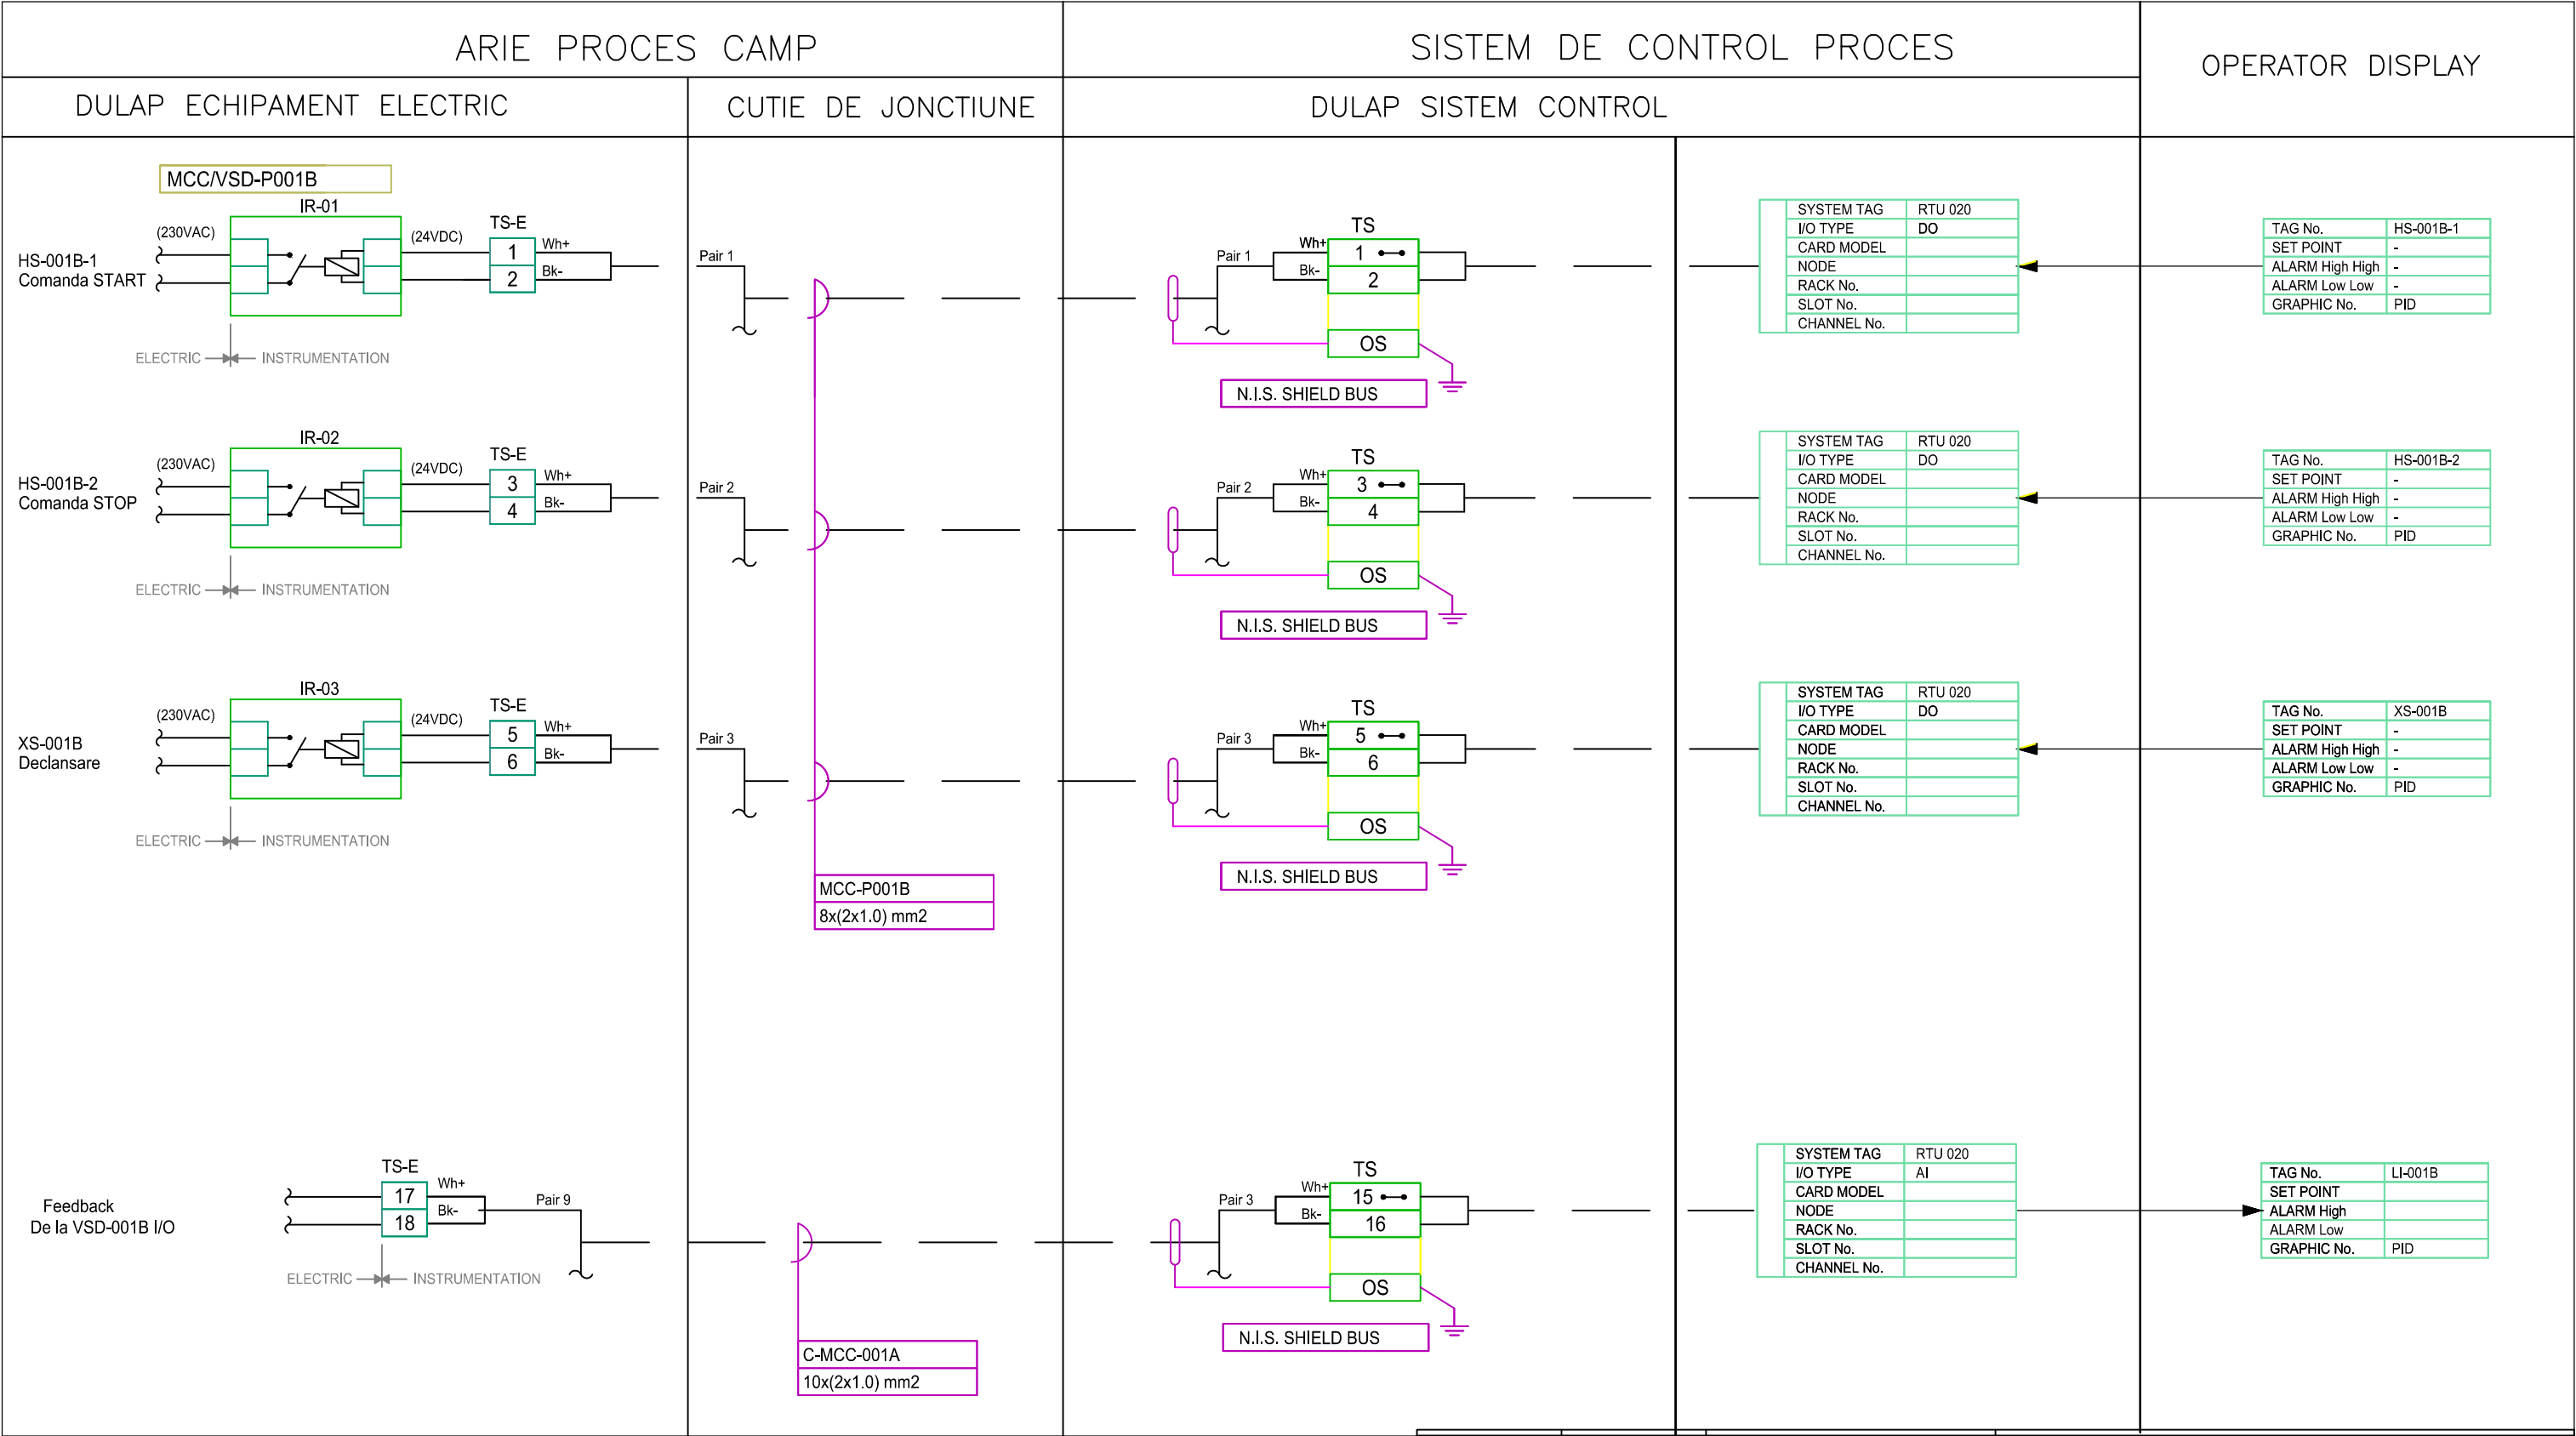 ARIE PROCES CAMP
SISTEM DE CONTROL PROCES
OPERATOR DISPLAY
DULAP ECHIPAMENT ELECTRIC
CUTIE DE JONCTIUNE
DULAP SISTEM CONTROL
MCC/VSD-P001B
HS-001B-1
Comanda START
(230VAC)
IR-01
(24VDC)
TS-E
1
2
Wh+
Bk-
ELECTRIC
INSTRUMENTATION
Pair 1
Pair 1
Wh+
Bk-
TS
1
2
OS
N.I.S. SHIELD BUS
SYSTEM TAG RTU 020
I/O TYPE DO
CARD MODEL
NODE
RACK No.
SLOT No.
CHANNEL No.
TAG No. HS-001B-1
SET POINT -
ALARM High High -
ALARM Low Low -
GRAPHIC No. PID
HS-001B-2
Comanda STOP
(230VAC)
IR-02
(24VDC)
TS-E
3
4
Wh+
Bk-
ELECTRIC
INSTRUMENTATION
Pair 2
Pair 2
Wh+
Bk-
TS
3
4
OS
N.I.S. SHIELD BUS
SYSTEM TAG RTU 020
I/O TYPE DO
CARD MODEL
NODE
RACK No.
SLOT No.
CHANNEL No.
TAG No. HS-001B-2
SET POINT -
ALARM High High -
ALARM Low Low -
GRAPHIC No. PID
XS-001B
Declansare
(230VAC)
IR-03
(24VDC)
TS-E
5
6
Wh+
Bk-
ELECTRIC
INSTRUMENTATION
Pair 3
Pair 3
Wh+
Bk-
TS
5
6
OS
N.I.S. SHIELD BUS
SYSTEM TAG RTU 020
I/O TYPE DO
CARD MODEL
NODE
RACK No.
SLOT No.
CHANNEL No.
TAG No. XS-001B
SET POINT -
ALARM High High -
ALARM Low Low -
GRAPHIC No. PID
MCC-P001B
8x(2x1.0) mm2
Feedback
De la VSD-001B I/O
TS-E
17
18
Wh+
Bk-
Pair 9
ELECTRIC
INSTRUMENTATION
C-MCC-001A
10x(2x1.0) mm2
Pair 3
Wh+
Bk-
TS
15
16
OS
N.I.S. SHIELD BUS
SYSTEM TAG RTU 020
I/O TYPE AI
CARD MODEL
NODE
RACK No.
SLOT No.
CHANNEL No.
TAG No. LI-001B
SET POINT
ALARM High
ALARM Low
GRAPHIC No. PID